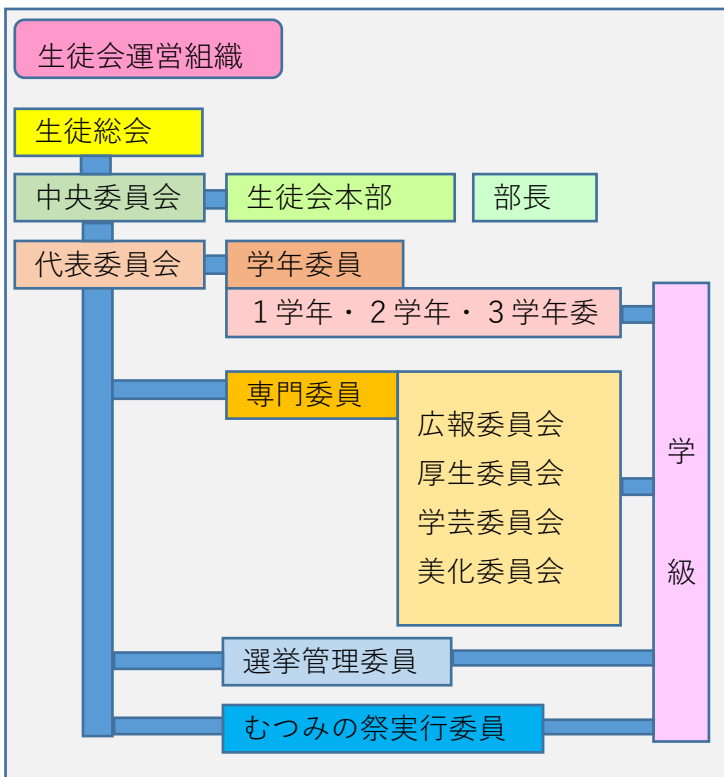 生徒会運営組織
生徒総会
中央委員会
生徒会本部
部長
代表委員会
学年委員
１学年・２学年・３学年委
専門委員
広報委員会
厚生委員会
学芸委員会
美化委員会
学級
選挙管理委員
むつみの祭実行委員